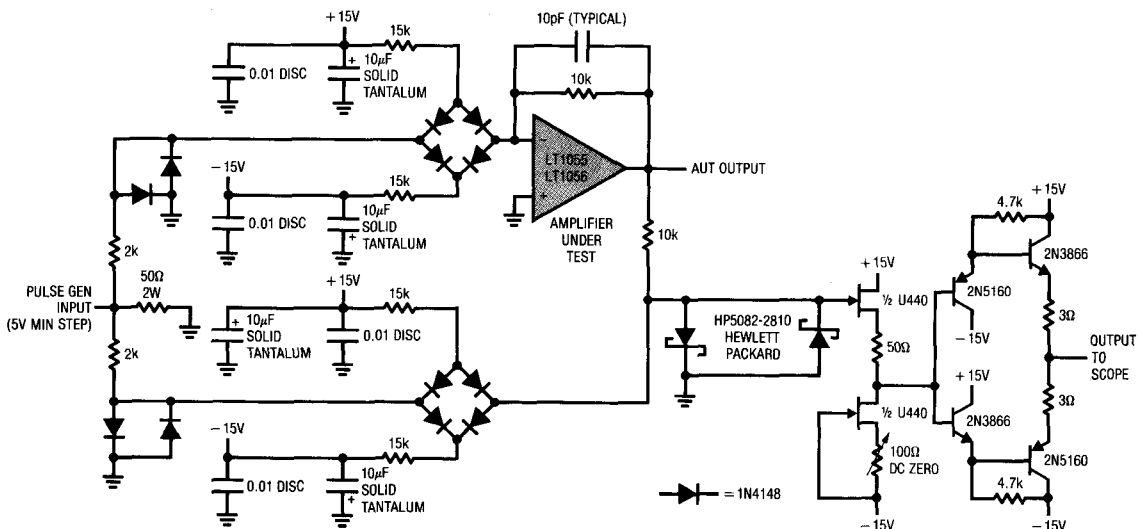 +15V
15k
0.01 DISC
+
10µF
SOLID
TANTALUM
10pF (TYPICAL)
10k
−
LT1055
LT1056
+
AMPLIFIER
UNDER
TEST
AUT OUTPUT
−15V
15k
0.01 DISC
10µF
SOLID
TANTALUM
+
2k
PULSE GEN
INPUT
(5V MIN STEP)
50Ω
2W
2k
+15V
15k
+
10µF
SOLID
TANTALUM
0.01 DISC
−15V
15k
0.01 DISC
10µF
SOLID
TANTALUM
+
10k
HP5082-2810
HEWLETT
PACKARD
+15V
½ U440
50Ω
½ U440
100Ω
DC ZERO
−15V
+15V
4.7k
2N3866
2N5160
−15V
3Ω
OUTPUT
TO
SCOPE
+15V
3Ω
2N3866
2N5160
4.7k
−15V
= 1N4148